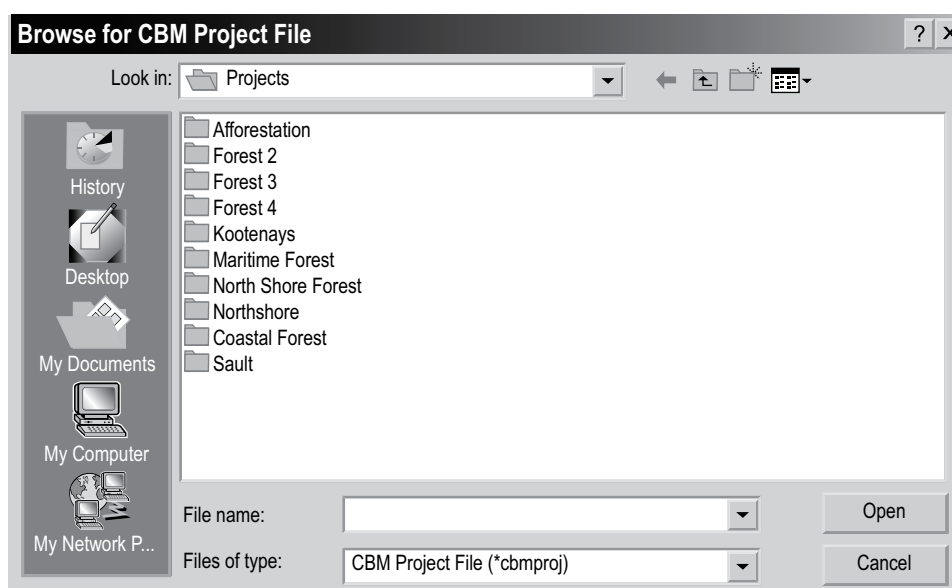 Browse for CBM Project File
?
X
Look in: Projects
History
Desktop
My Documents
My Computer
My Network P...
Afforestation
Forest 2
Forest 3
Forest 4
Kootenays
Maritime Forest
North Shore Forest
Northshore
Coastal Forest
Sault
File name:
Open
Files of type: CBM Project File (*cbmproj)
Cancel